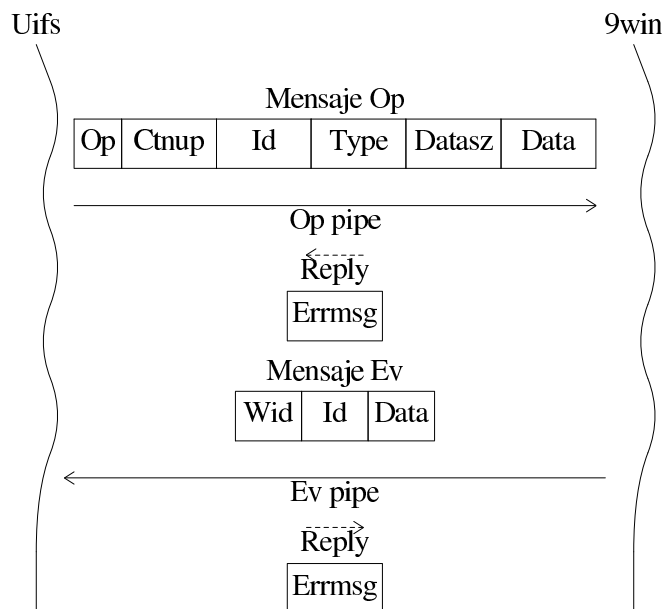 Uifs 9win
Mensaje Op
Op Ctnup Id Type Datasz Data
Op pipe
Reply
Errmsg
Mensaje Ev
Wid Id Data
Ev pipe
Reply
Errmsg